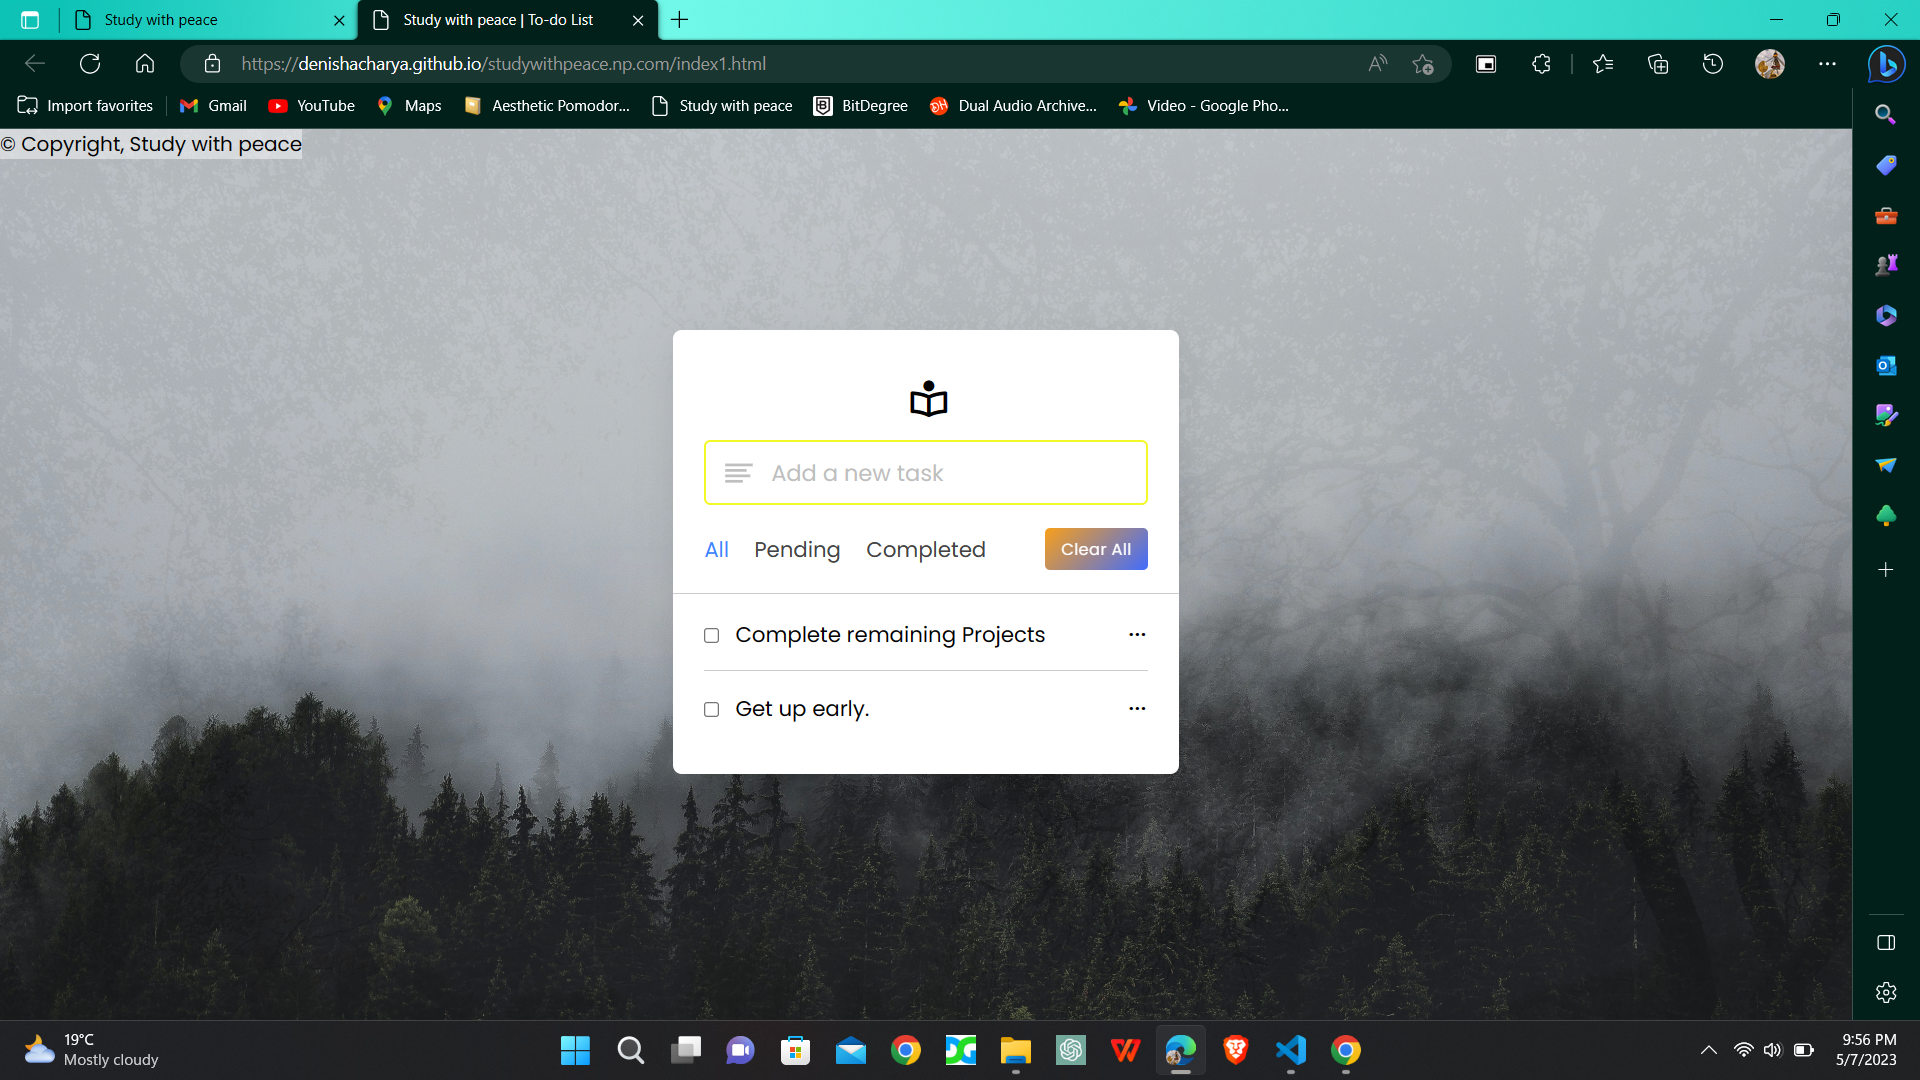 Study with peace
Study with peace | To-do List
https://denishacharya.github.io/studywithpeace.np.com/index1.html
Import favorites
Gmail
YouTube
Maps
Aesthetic Pomodor...
Study with peace
BitDegree
Dual Audio Archive...
Video - Google Pho...
© Copyright, Study with peace
Add a new task
All Pending Completed Clear All
Complete remaining Projects
Get up early.
19°C
Mostly cloudy
9:56 PM
5/7/2023